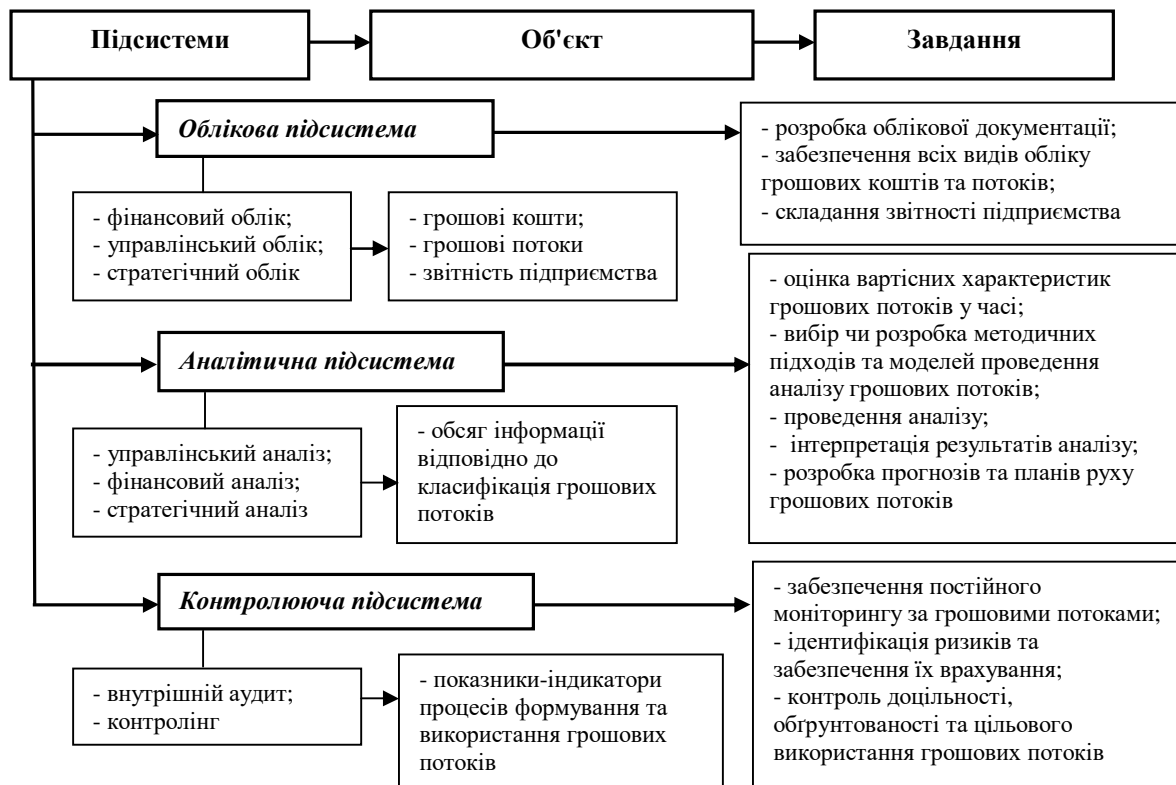 Підсистеми
Об'єкт
Завдання
Облікова підсистема
- розробка облікової документації;
- забезпечення всіх видів обліку
грошових коштів та потоків;
- складання звітності підприємства
- фінансовий облік;
- управлінський облік;
- стратегічний облік
- грошові кошти;
- грошові потоки
- звітність підприємства
Аналітична підсистема
- оцінка вартісних характеристик
грошових потоків у часі;
- вибір чи розробка методичних
підходів та моделей проведення
аналізу грошових потоків;
- проведення аналізу;
- інтерпретація результатів аналізу;
- розробка прогнозів та планів руху
грошових потоків
- управлінський аналіз;
- фінансовий аналіз;
- стратегічний аналіз
- обсяг інформації
відповідно до
класифікація грошових
потоків
Контролююча підсистема
- забезпечення постійного
моніторингу за грошовими потоками;
- ідентифікація ризиків та
забезпечення їх врахування;
- контроль доцільності,
обґрунтованості та цільового
використання грошових потоків
- внутрішній аудит;
- контролінг
- показники-індикатори
процесів формування та
використання грошових
потоків